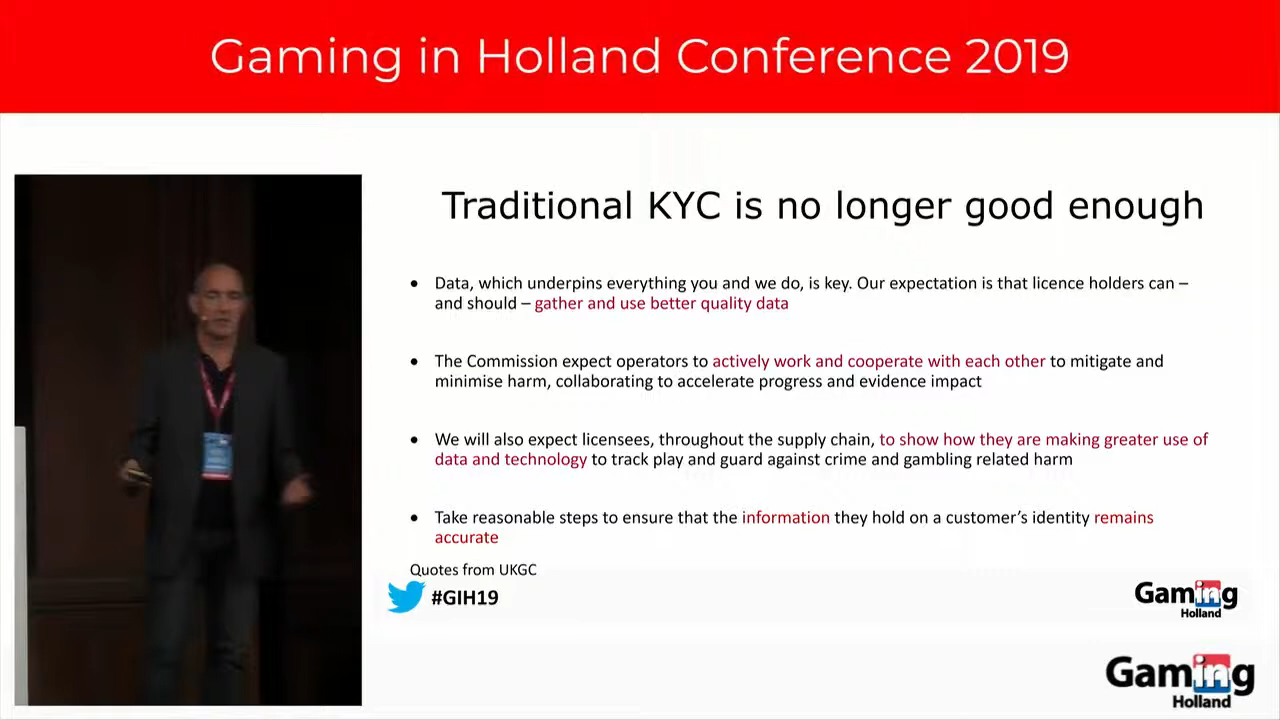 Gaming in Holland Conference 2019
Traditional KYC is no longer good enough
• Data, which underpins everything you and we do, is key. Our expectation is that licence holders can –
and should – gather and use better quality data
• The Commission expect operators to actively work and cooperate with each other to mitigate and
minimise harm, collaborating to accelerate progress and evidence impact
• We will also expect licensees, throughout the supply chain, to show how they are making greater use of
data and technology to track play and guard against crime and gambling related harm
• Take reasonable steps to ensure that the information they hold on a customer’s identity remains
accurate
Quotes from UKGC
#GIH19
Gaming
Holland
Gaming
Holland